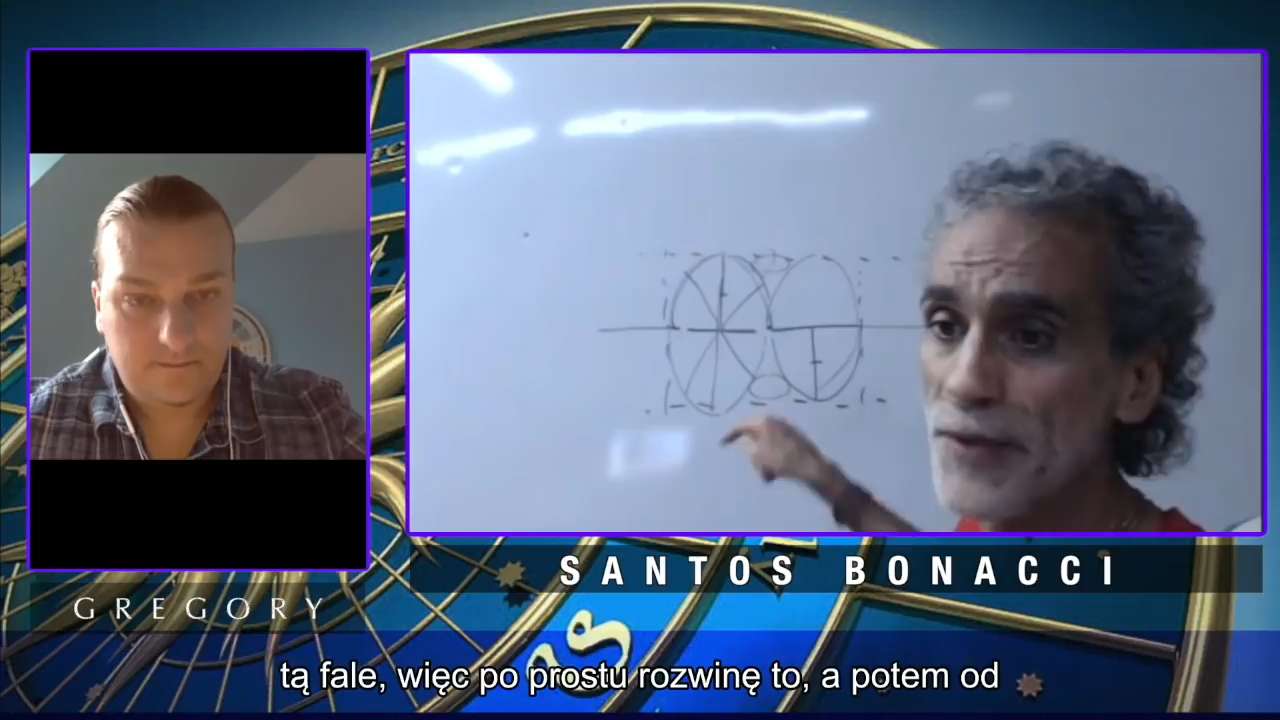 SANTOS BONACCI
GREGORY
tą fale, więc po prostu rozwinę to, a potem od